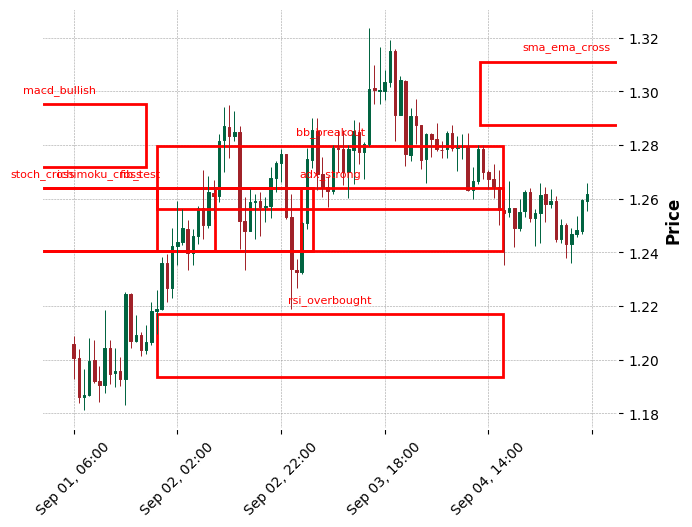 sma_ema_cross
macd_bullish
bb_breakout
stoch_cross
ichimoku_cross
fib_test
adx_strong
rsi_overbought
1.32
1.30
1.28
1.26
1.24
1.22
1.20
1.18
Price
Sep 01, 06:00
Sep 02, 02:00
Sep 02, 22:00
Sep 03, 18:00
Sep 04, 14:00